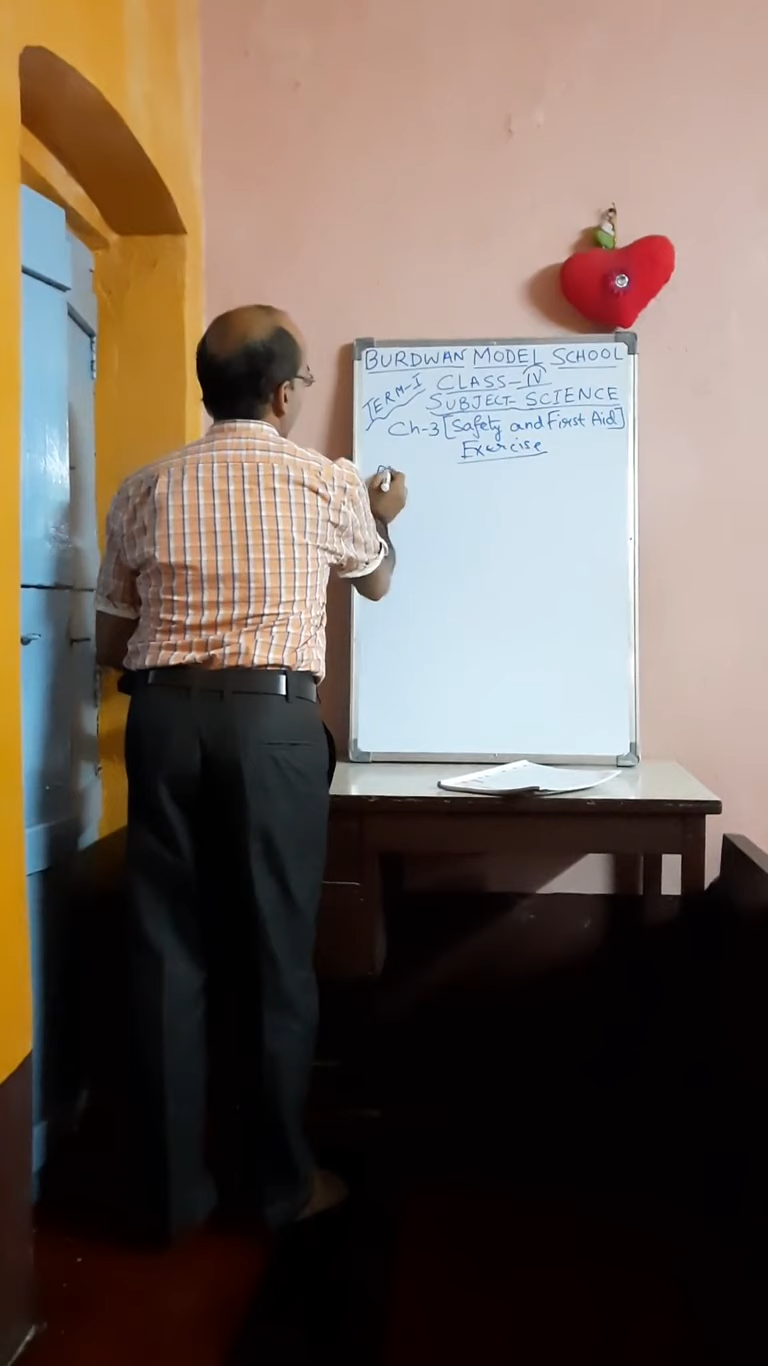 BURDWAN MODEL SCHOOL
TERM-I
CLASS-IV
SUBJECT-SCIENCE
Ch-3 [Safety and First Aid]
Exercise